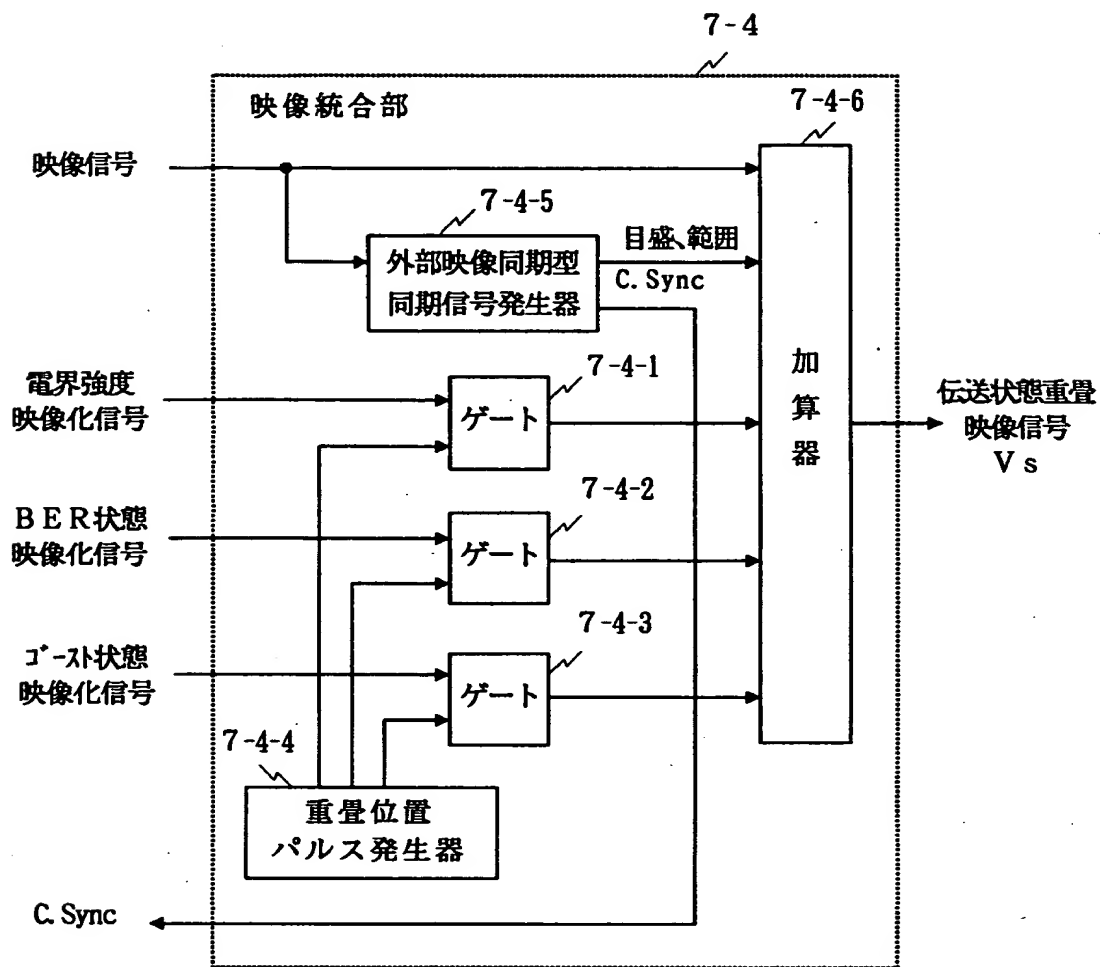 7-4
映像統合部
7-4-6
映像信号
7-4-5
目盛、範囲
外部映像同期型
同期信号発生器
C. Sync
加算器
電界強度
映像化信号
7-4-1
ゲート
伝送状態重畳
映像信号
Vs
BER状態
映像化信号
7-4-2
ゲート
ゴースト状態
映像化信号
7-4-3
ゲート
7-4-4
重畳位置
パルス発生器
C. Sync